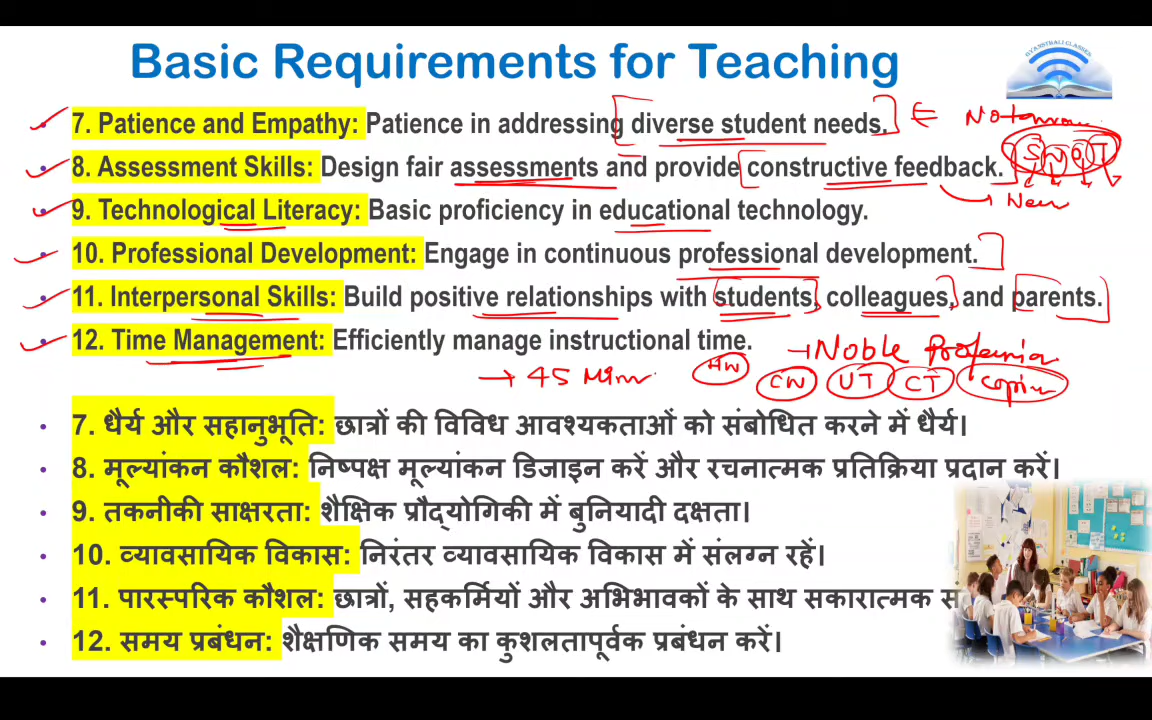 Basic Requirements for Teaching
GYANSTHALI CLASSES
7. Patience and Empathy: Patience in addressing diverse student needs.
8. Assessment Skills: Design fair assessments and provide constructive feedback.
S W O T
New
9. Technological Literacy: Basic proficiency in educational technology.
10. Professional Development: Engage in continuous professional development.
11. Interpersonal Skills: Build positive relationships with students, colleagues, and parents.
12. Time Management: Efficiently manage instructional time.
→ Noble Profession
→ 45 Min
HW CW UT CT Copies
• 7. धैर्य और सहानुभूति: छात्रों की विविध आवश्यकताओं को संबोधित करने में धैर्य।
• 8. मूल्यांकन कौशल: निष्पक्ष मूल्यांकन डिजाइन करें और रचनात्मक प्रतिक्रिया प्रदान करें।
• 9. तकनीकी साक्षरता: शैक्षिक प्रौद्योगिकी में बुनियादी दक्षता।
• 10. व्यावसायिक विकास: निरंतर व्यावसायिक विकास में संलग्न रहें।
• 11. पारस्परिक कौशल: छात्रों, सहकर्मियों और अभिभावकों के साथ सकारात्मक
• 12. समय प्रबंधन: शैक्षणिक समय का कुशलतापूर्वक प्रबंधन करें।